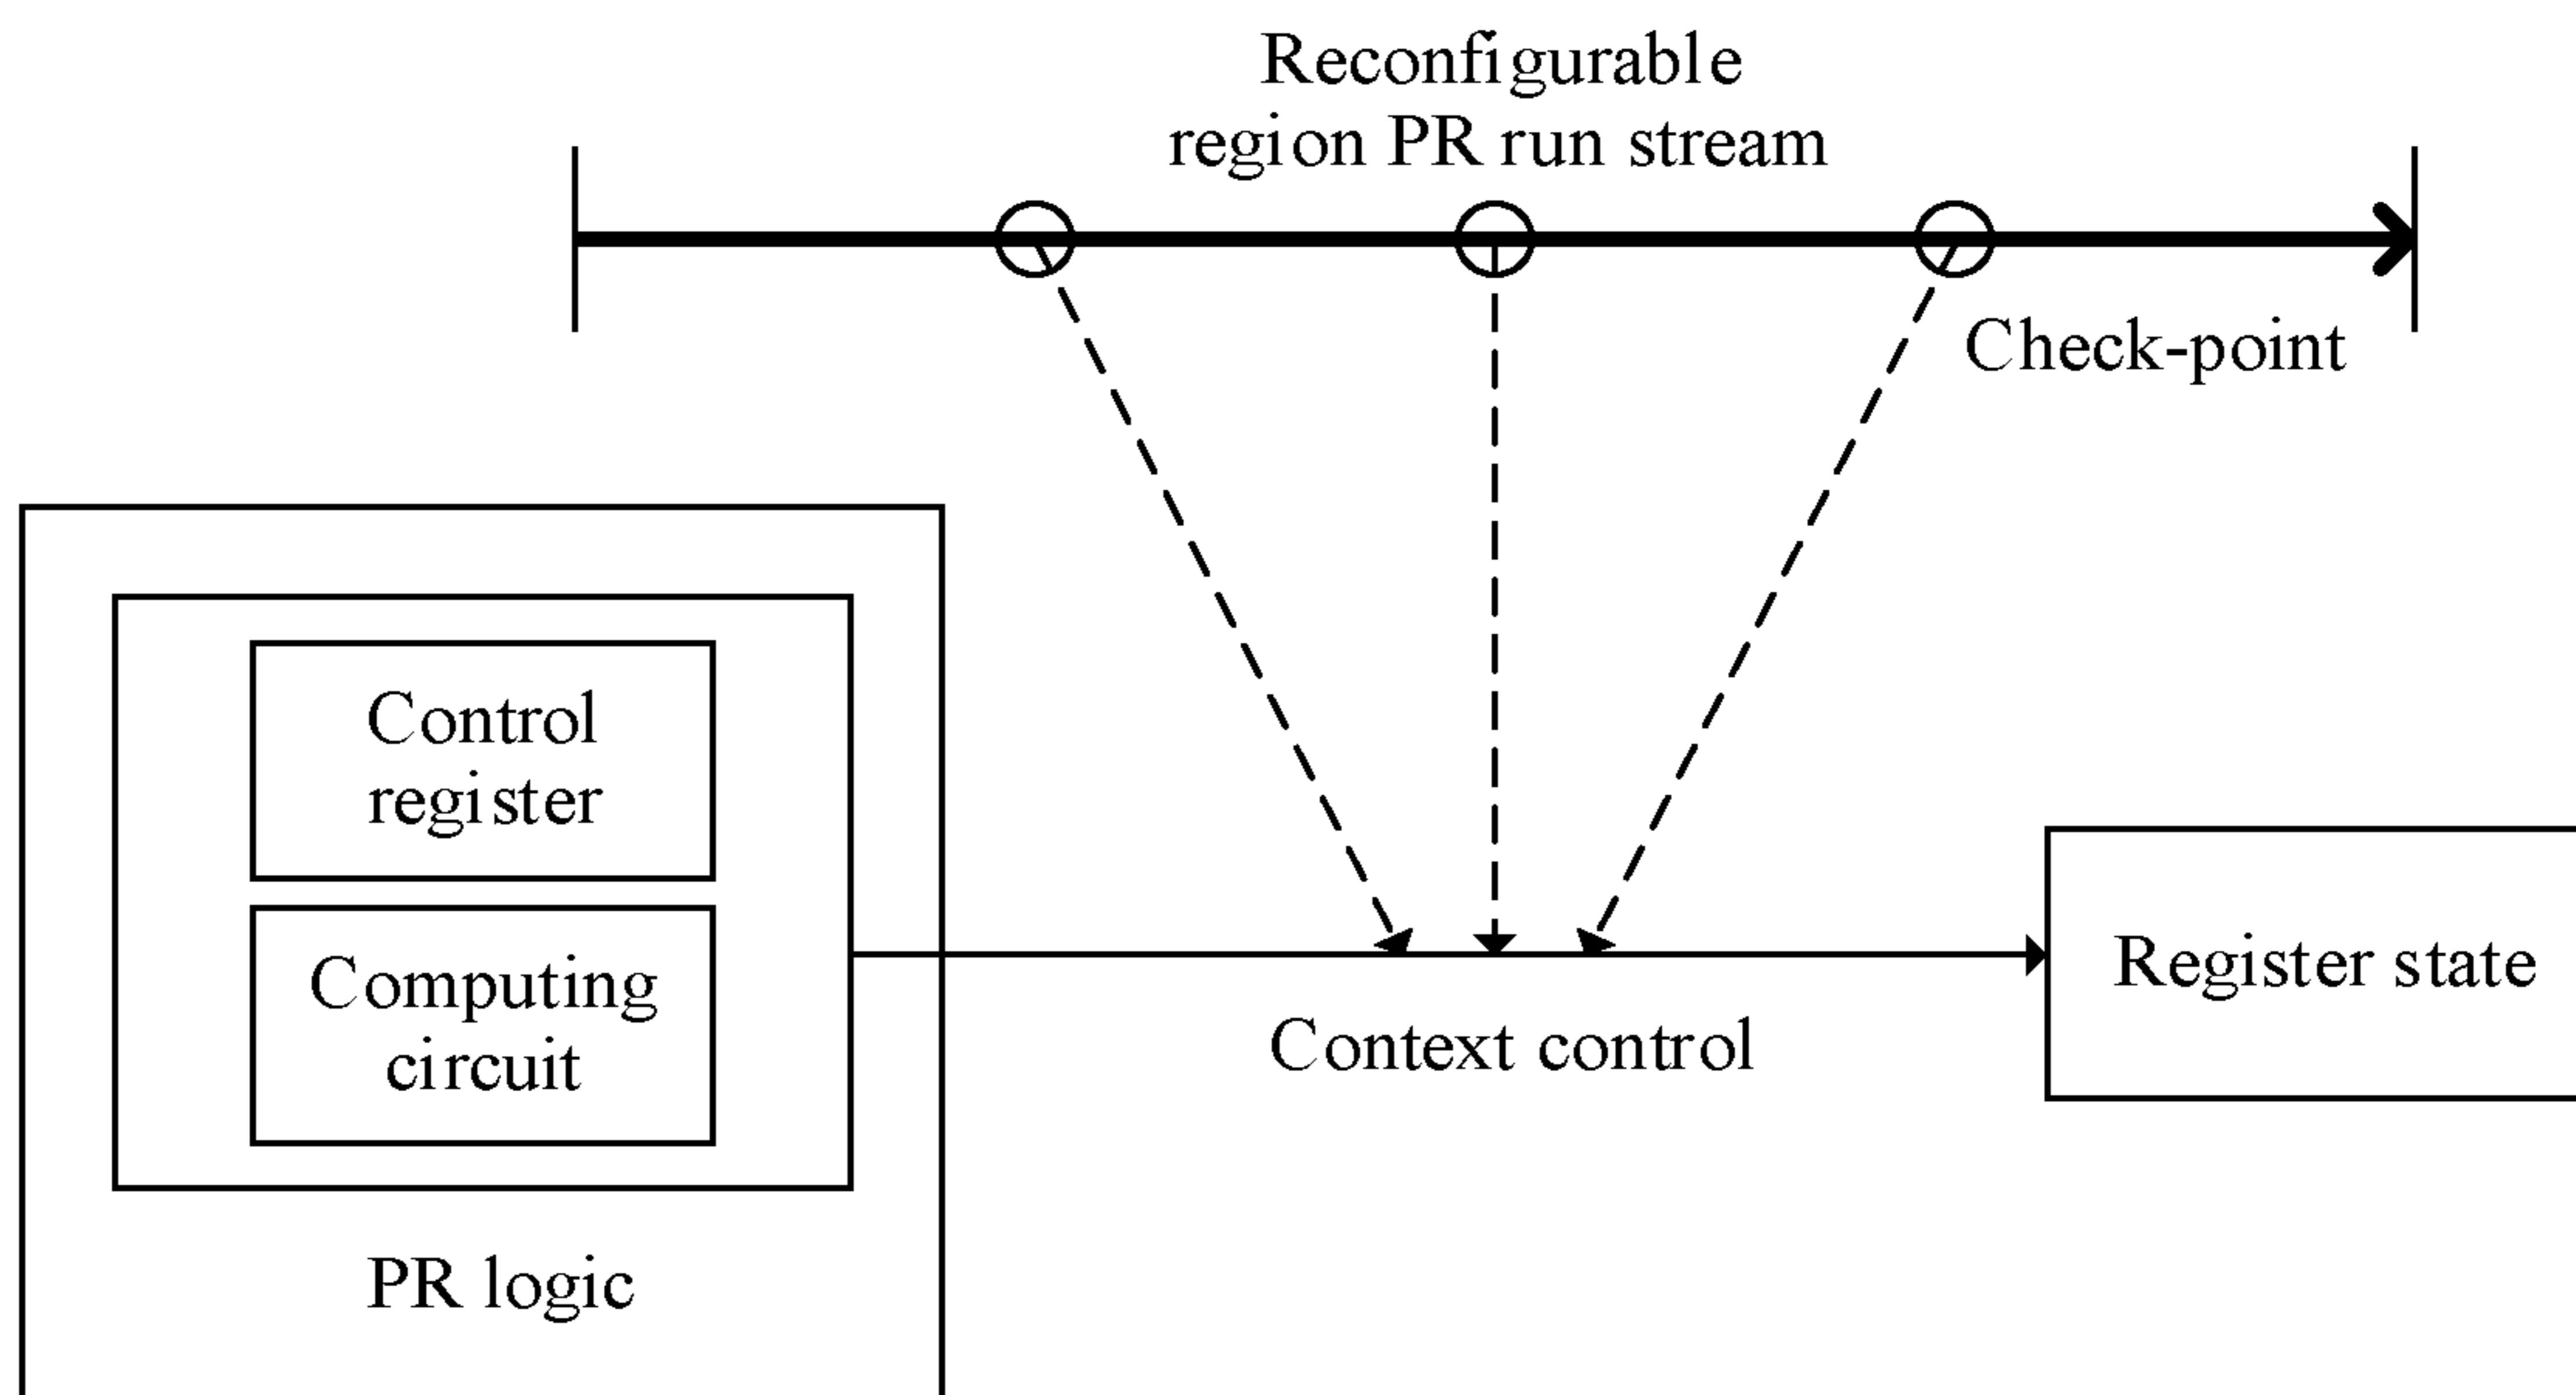 Reconfigurable
region PR run stream
Check-point
Control
register
Computing
circuit
Register state
Context control
PR logic